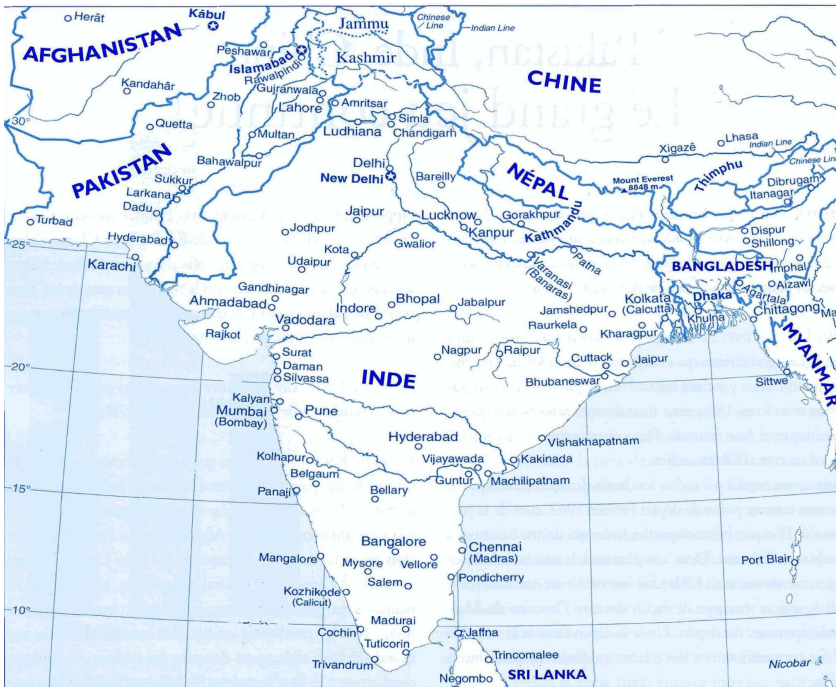 Herāt
Kâbul
AFGHANISTAN
Peshawar
Islamabad
Rawalpindi
Jammu
Kashmir
Chinese
Line
Indian Line
CHINE
Kandahār
Zhob
Gujranwala
Lahore
Amritsar
Simla
Chandigarh
Ludhiana
30°
Quetta
Multan
Bahawalpur
PAKISTAN
Sukkur
Larkana
Dadu
Turbad
Hyderabad
Karachi
25°
Delhi
New Delhi
Bareilly
NÉPAL
Kathmandu
Mount Everest
8848 m
Xigazê
Lhasa
Indian Line
Chinese Line
Thimphu
Dibrugarh
Itanagar
Jaipur
Jodhpur
Lucknow
Kanpur
Gorakhpur
Gwalior
Kota
Udaipur
Varanasi
(Banaras)
Patna
Dispur
Shillong
Imphal
BANGLADESH
Aizawl
Agartala
Dhaka
Chittagong
Khulna
Kolkata
(Calcutta)
Gandhinagar
Ahmadabad
Vadodara
Rajkot
Indore
Bhopal
Jabalpur
Jamshedpur
Raurkela
Kharagpur
MYANMAR
Sittwe
20°
Surat
Daman
Silvassa
Nagpur
Raipur
Cuttack
Jaipur
Bhubaneswar
INDE
Kalyan
Mumbai
(Bombay)
Pune
Hyderabad
Vishakhapatnam
Vijayawada
Kakinada
Guntur
Machilipatnam
Kolhapur
Belgaum
Panaji
Bellary
15°
Bangalore
Chennai
(Madras)
Mangalore
Mysore
Vellore
Salem
Pondicherry
Kozhikode
(Calicut)
Port Blair
10°
Cochin
Madurai
Tuticorin
Trivandrum
Jaffna
Trincomalee
Negombo
SRI LANKA
Nicobar